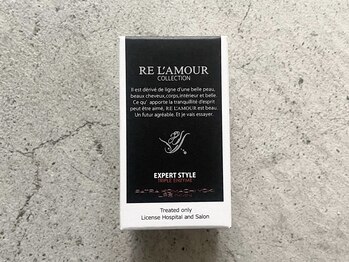 RE L'AMOUR
COLLECTION
Il est dérivé de ligne d'une belle peau,
beaux cheveux,corps,intérieur et belle.
Ce qu' apporte la tranquillité d'esprit
peut être aimé, RE L'AMOUR est beau.
Un futur agréable. Et je vais essayer.
EXPERT STYLE
TRIPLE ENZYME
Treated only
License Hospital and Salon